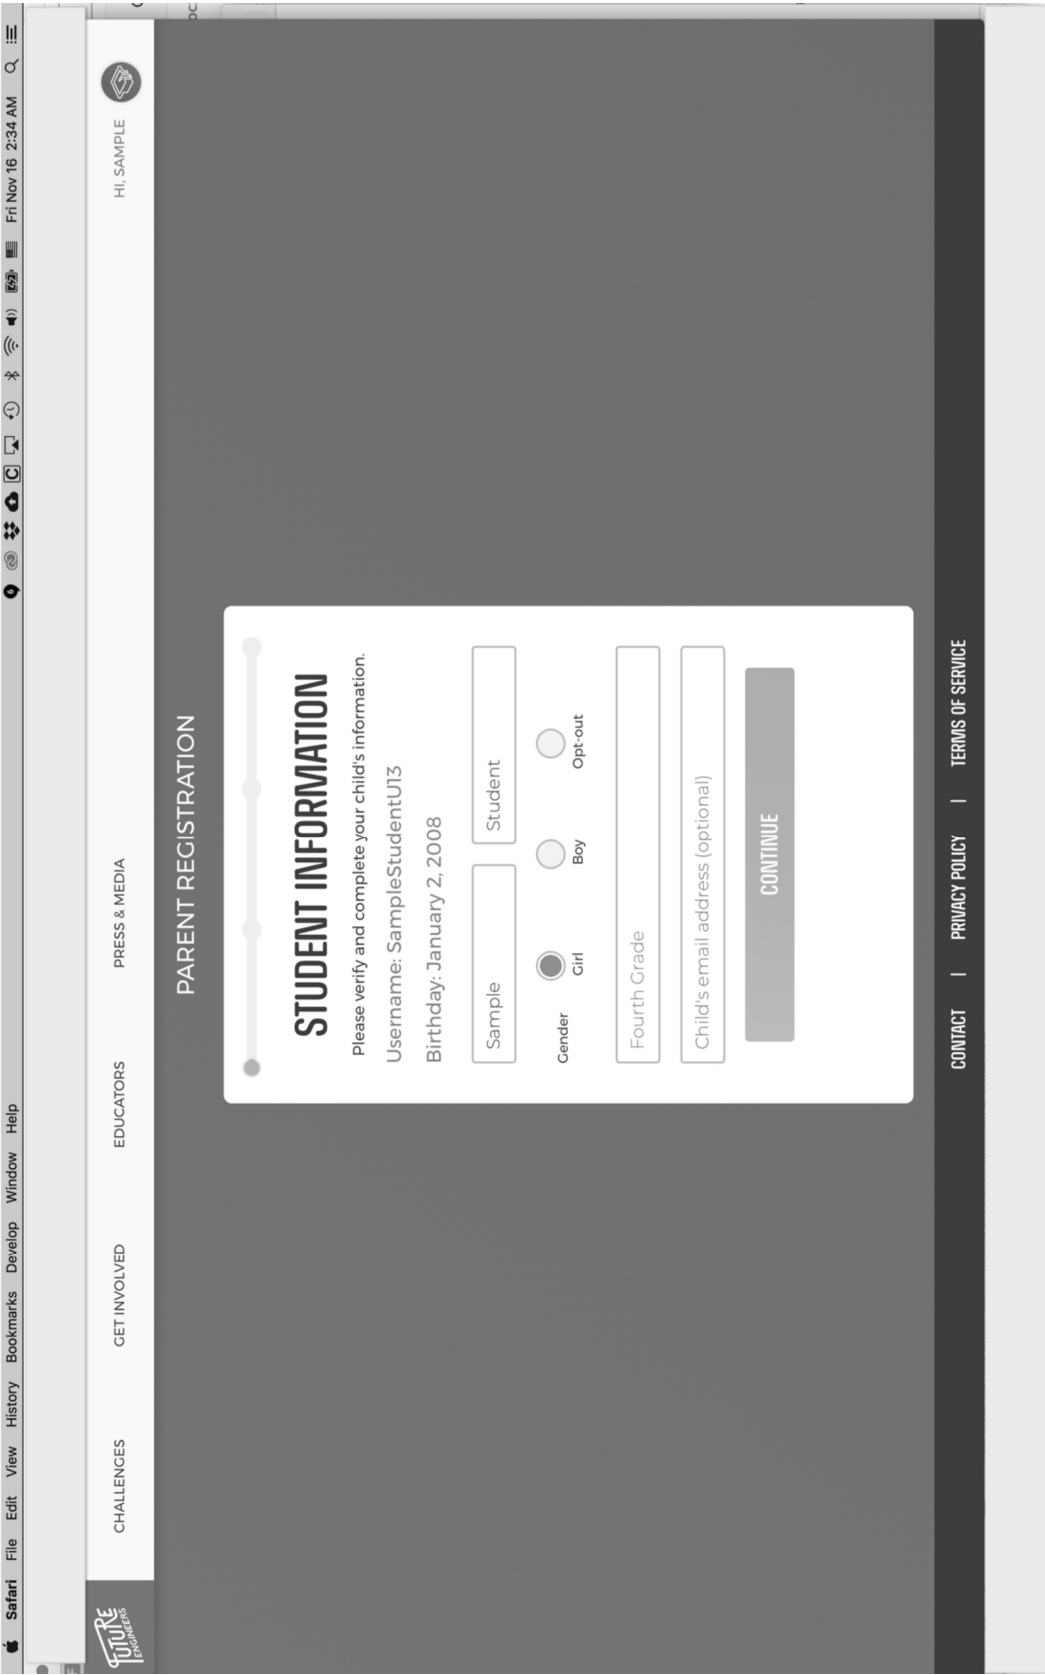 Safari File Edit View History Bookmarks Develop Window Help Fri Nov 16 2:34 AM
FUTURE
ENGINEERS
CHALLENGES GET INVOLVED EDUCATORS PRESS & MEDIA HI, SAMPLE
PARENT REGISTRATION
STUDENT INFORMATION
Please verify and complete your child's information.
Username: SampleStudentU13
Birthday: January 2, 2008
Sample Student
Gender Girl Boy Opt-out
Fourth Grade
Child's email address (optional)
CONTINUE
CONTACT | PRIVACY POLICY | TERMS OF SERVICE